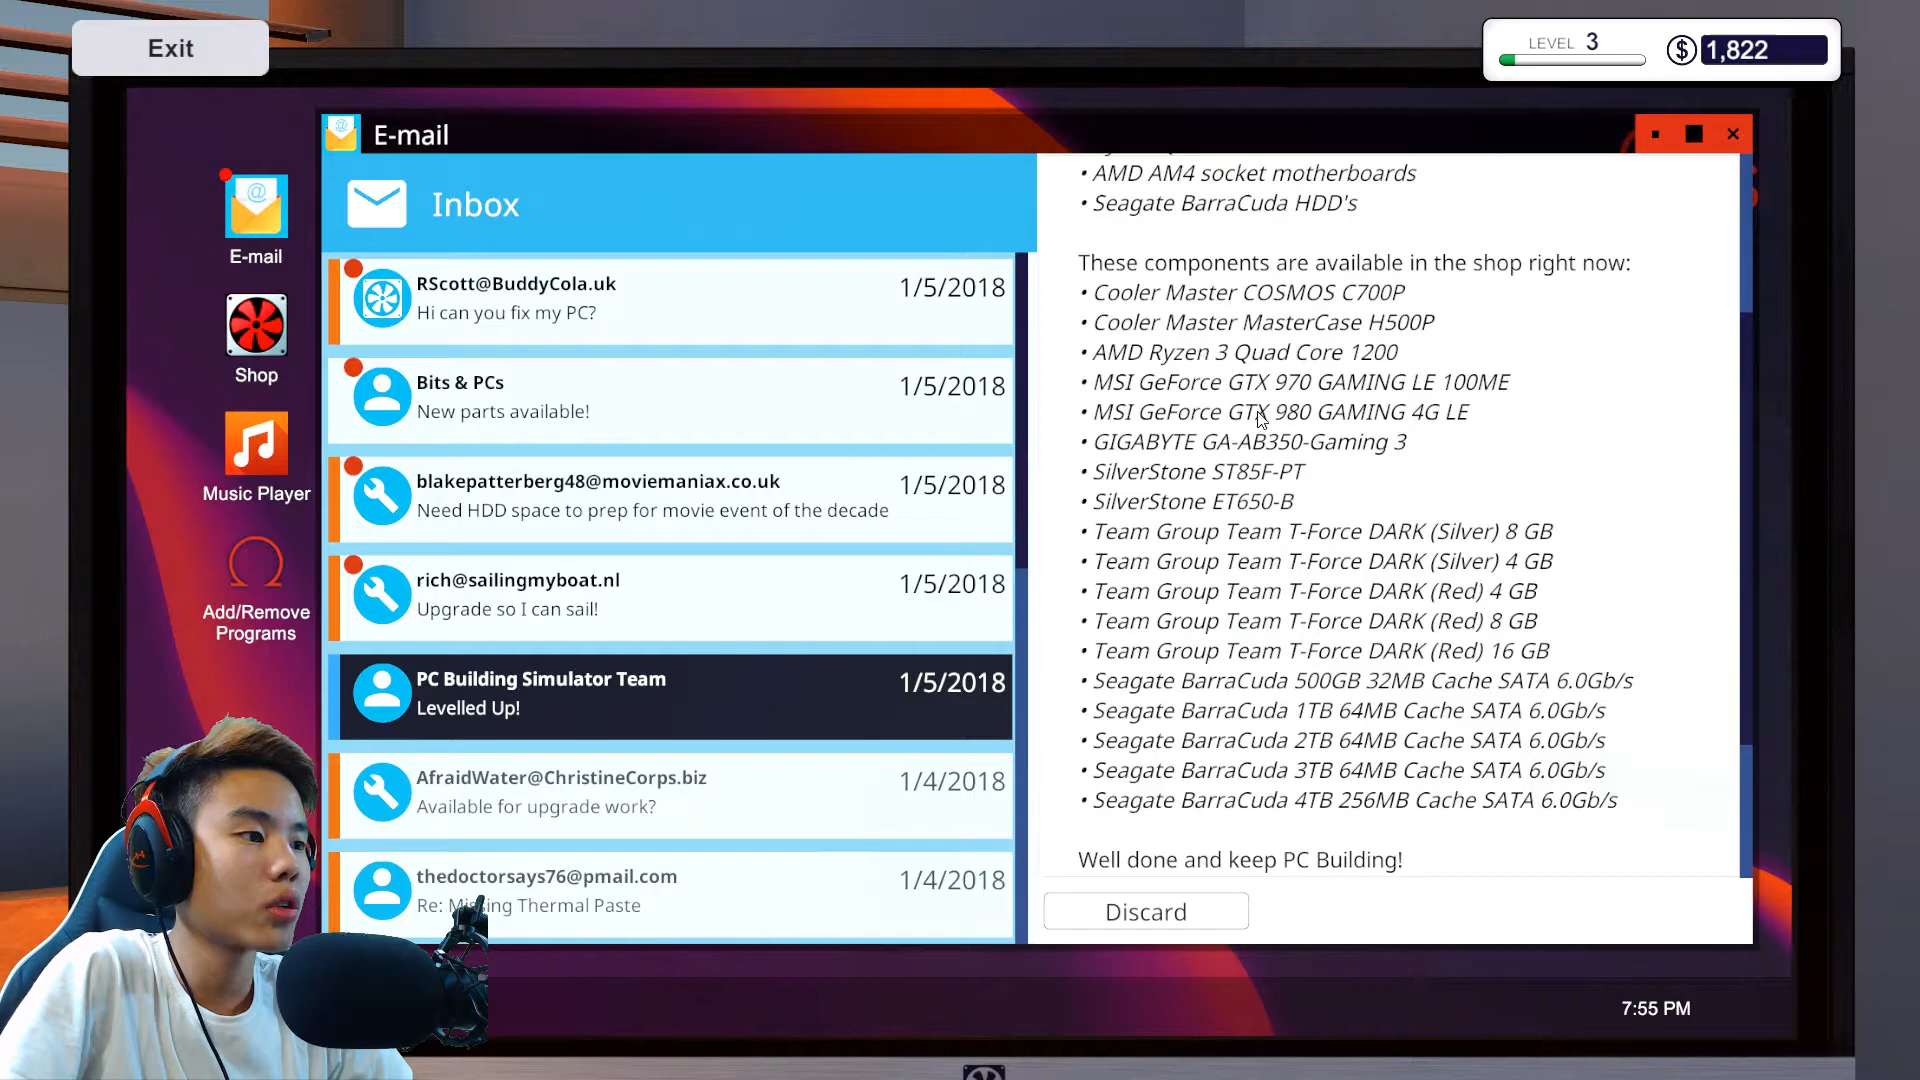 Exit
LEVEL 3
$ 1,822
E-mail
E-mail
Shop
Music Player
Add/Remove
Programs
Inbox
RScott@BuddyCola.uk
1/5/2018
Hi can you fix my PC?
Bits & PCs
1/5/2018
New parts available!
blakepatterberg48@moviemaniax.co.uk
1/5/2018
Need HDD space to prep for movie event of the decade
rich@sailingmyboat.nl
1/5/2018
Upgrade so I can sail!
PC Building Simulator Team
1/5/2018
Levelled Up!
AfraidWater@ChristineCorps.biz
1/4/2018
Available for upgrade work?
thedoctorsays76@pmail.com
1/4/2018
Re: Missing Thermal Paste
• AMD AM4 socket motherboards
• Seagate BarraCuda HDD's
These components are available in the shop right now:
• Cooler Master COSMOS C700P
• Cooler Master MasterCase H500P
• AMD Ryzen 3 Quad Core 1200
• MSI GeForce GTX 970 GAMING LE 100ME
• MSI GeForce GTX 980 GAMING 4G LE
• GIGABYTE GA-AB350-Gaming 3
• SilverStone ST85F-PT
• SilverStone ET650-B
• Team Group Team T-Force DARK (Silver) 8 GB
• Team Group Team T-Force DARK (Silver) 4 GB
• Team Group Team T-Force DARK (Red) 4 GB
• Team Group Team T-Force DARK (Red) 8 GB
• Team Group Team T-Force DARK (Red) 16 GB
• Seagate BarraCuda 500GB 32MB Cache SATA 6.0Gb/s
• Seagate BarraCuda 1TB 64MB Cache SATA 6.0Gb/s
• Seagate BarraCuda 2TB 64MB Cache SATA 6.0Gb/s
• Seagate BarraCuda 3TB 64MB Cache SATA 6.0Gb/s
• Seagate BarraCuda 4TB 256MB Cache SATA 6.0Gb/s
Well done and keep PC Building!
Discard
7:55 PM